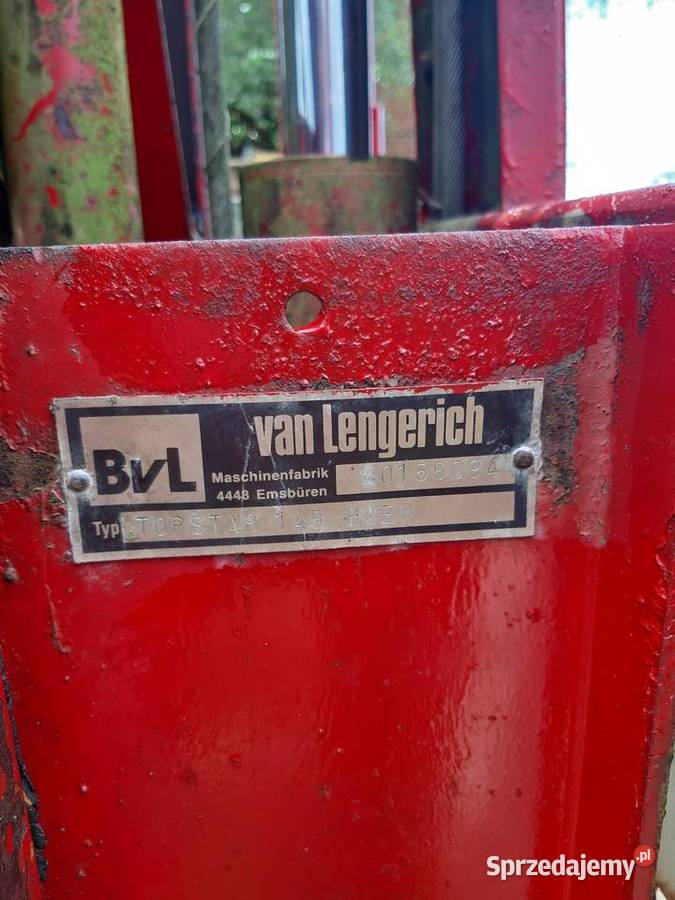 BvL
van Lengerich
Maschinenfabrik
4448 Emsbüren
Typ TOPSTAR 145
Sprzedajemy.pl